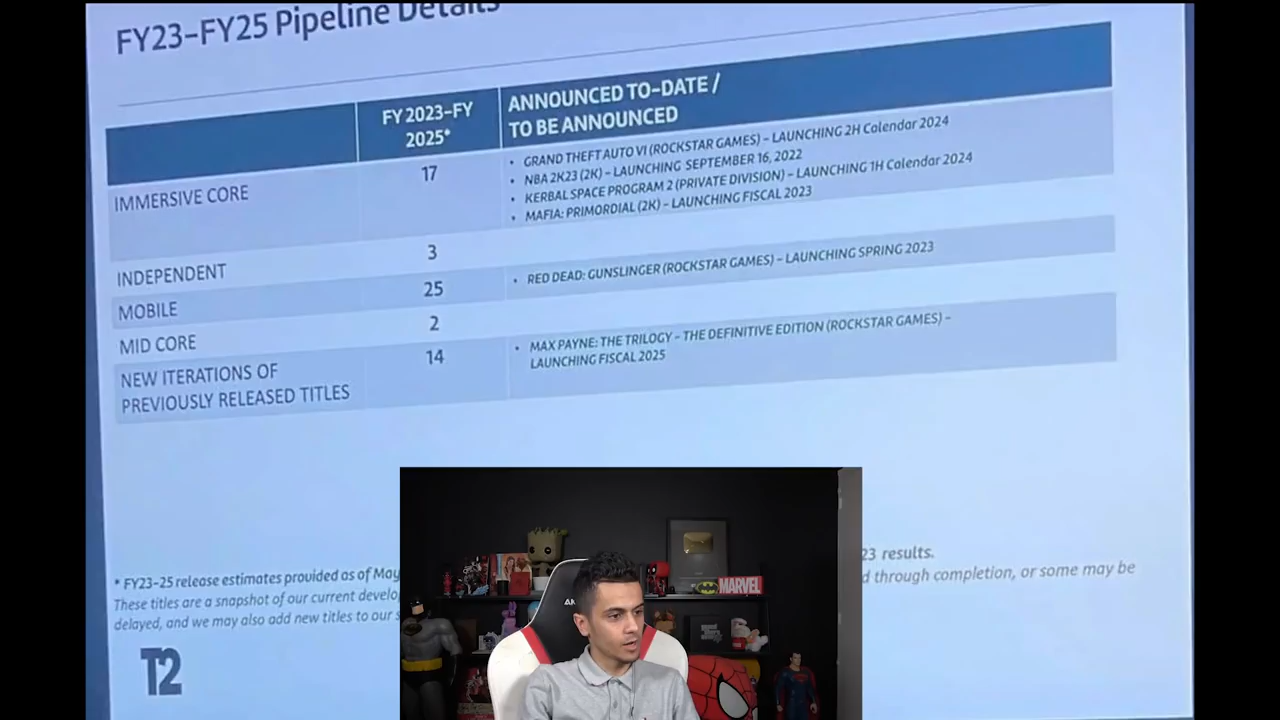 FY23–FY25 Pipeline Details
FY 2023–FY
2025*
ANNOUNCED TO-DATE /
TO BE ANNOUNCED
IMMERSIVE CORE
17
• GRAND THEFT AUTO VI (ROCKSTAR GAMES) – LAUNCHING 2H Calendar 2024
• NBA 2K23 (2K) – LAUNCHING SEPTEMBER 16, 2022
• KERBAL SPACE PROGRAM 2 (PRIVATE DIVISION) – LAUNCHING 1H Calendar 2024
• MAFIA: PRIMORDIAL (2K) – LAUNCHING FISCAL 2023
INDEPENDENT
3
MOBILE
25
• RED DEAD: GUNSLINGER (ROCKSTAR GAMES) – LAUNCHING SPRING 2023
MID CORE
2
NEW ITERATIONS OF
PREVIOUSLY RELEASED TITLES
14
• MAX PAYNE: THE TRILOGY – THE DEFINITIVE EDITION (ROCKSTAR GAMES) –
LAUNCHING FISCAL 2025
* FY23-25 release estimates provided as of May
23 results.
These titles are a snapshot of our current develo
d through completion, or some may be
delayed, and we may also add new titles to our s
T2
MARVEL